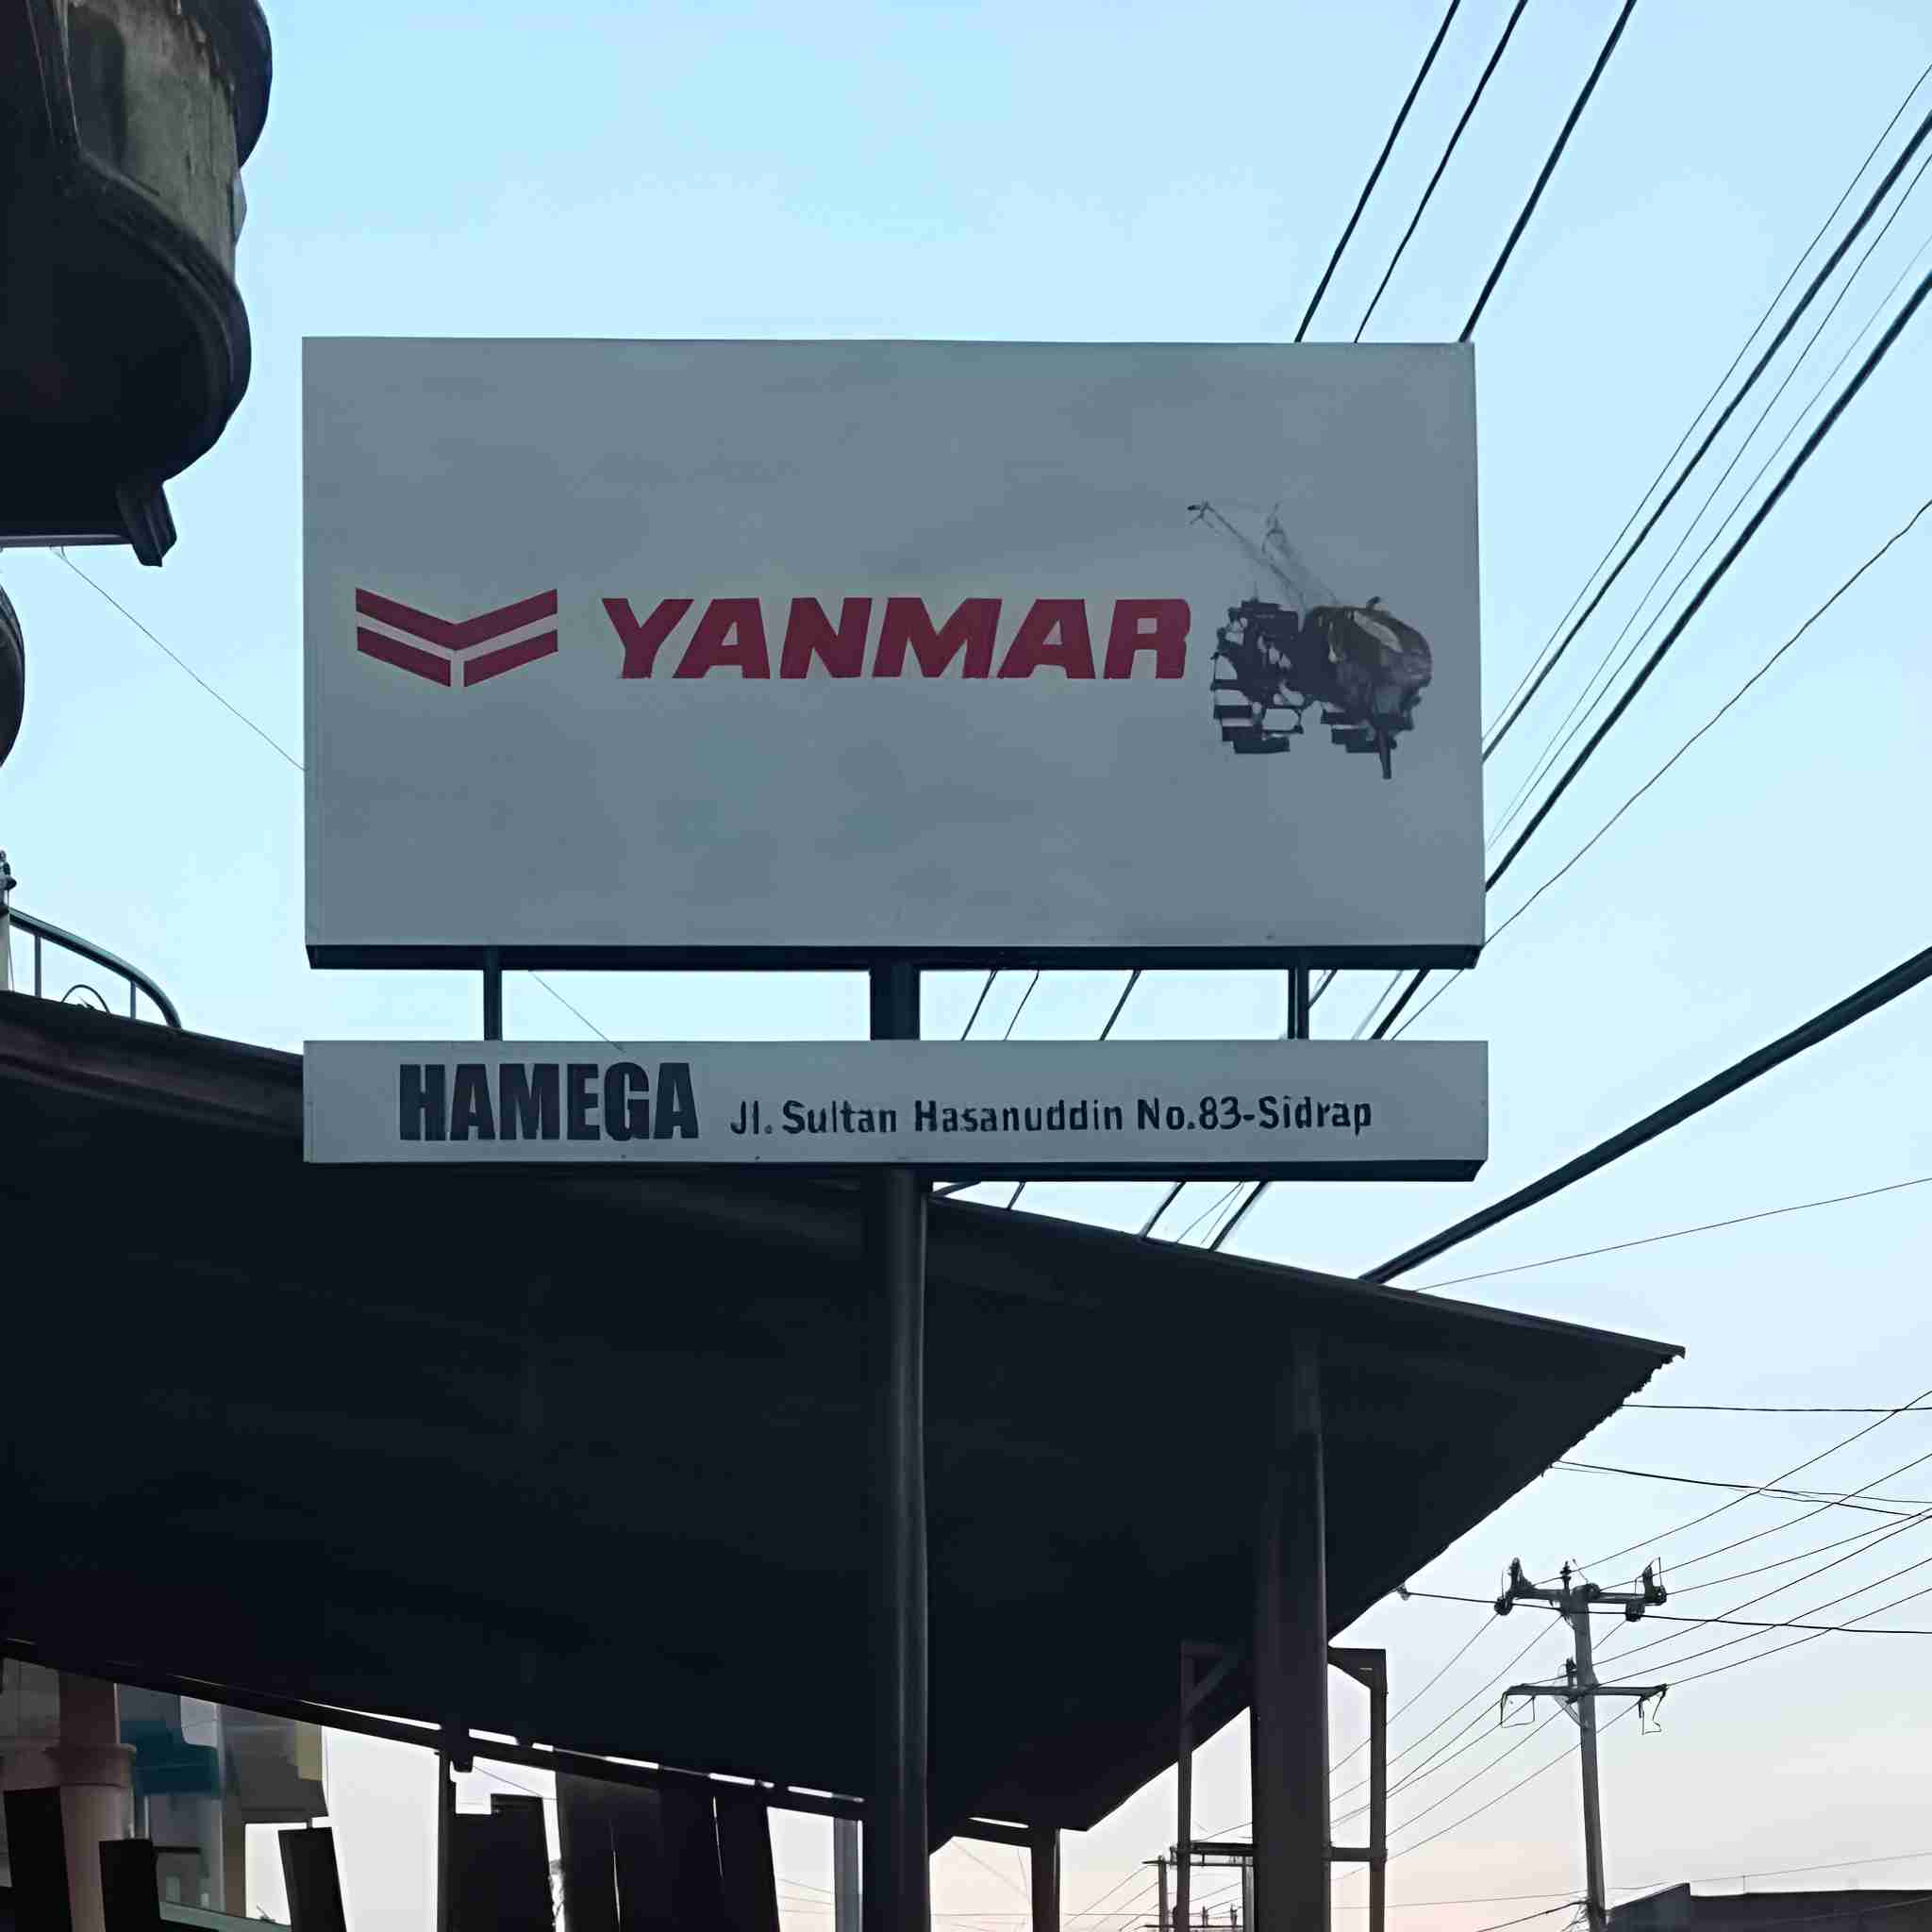 YANMAR
HAMEGA Jl. Sultan Hasanuddin No.83-Sidrap